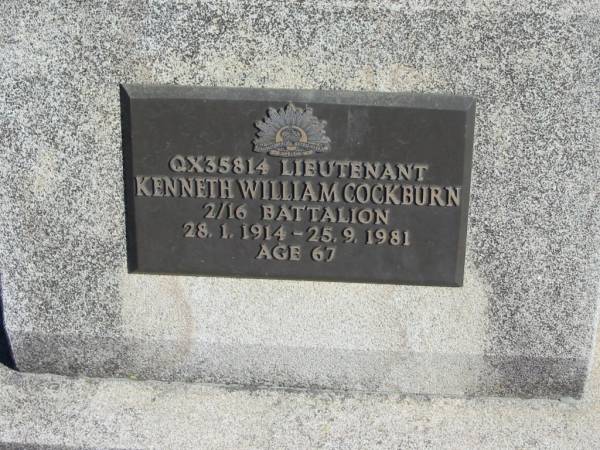 QX35814 LIEUTENANT
KENNETH WILLIAM COCKBURN
2/16 BATTALION
28. 1. 1914 - 25. 9. 1981
AGE 67